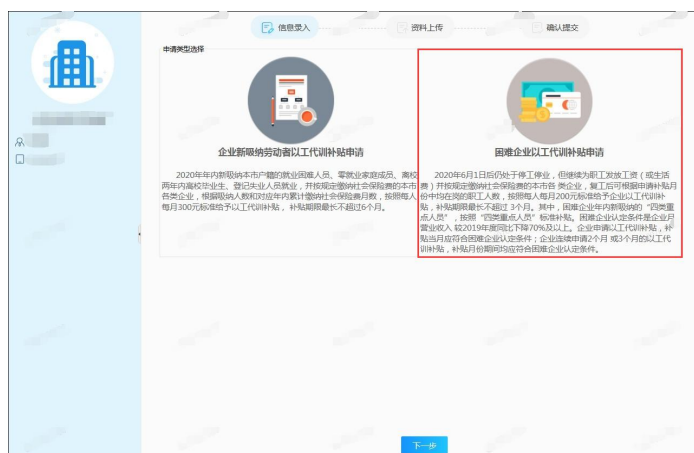 信息录入
资料上传
确认提交
申请类型选择
企业新吸纳劳动者以工代训补贴申请
2020年年内新吸纳本市户籍的就业困难人员、零就业家庭成员、离校
两年内高校毕业生、登记失业人员就业，并按规定缴纳社会保险费的本市
各类企业，根据吸纳人数和对应年内累计缴纳社会保险费月数，按照每人
每月300元标准给予以工代训补贴， 补贴期限最长不超过6个月。
困难企业以工代训补贴申请
2020年6月1日后仍处于停工停业，但继续为职工发放工资（或生活
费）并按规定缴纳社会保险费的本市各 类企业，复工后可根据申请补贴月
份中均在岗的职工人数，按照每人每月200元标准给予企业以工代训补
贴，补贴期限最长不超过 3个月。其中，困难企业年内新吸纳的“四类重
点人员”，按照“四类重点人员”标准补贴。困难企业认定条件是企业月
营业收入 较2019年度同比下降70%及以上。企业申请以工代训补贴，补
贴当月应符合困难企业认定条件；企业连续申请2个月 或3个月的以工代
训补贴，补贴月份期间均应符合困难企业认定条件。
下一步